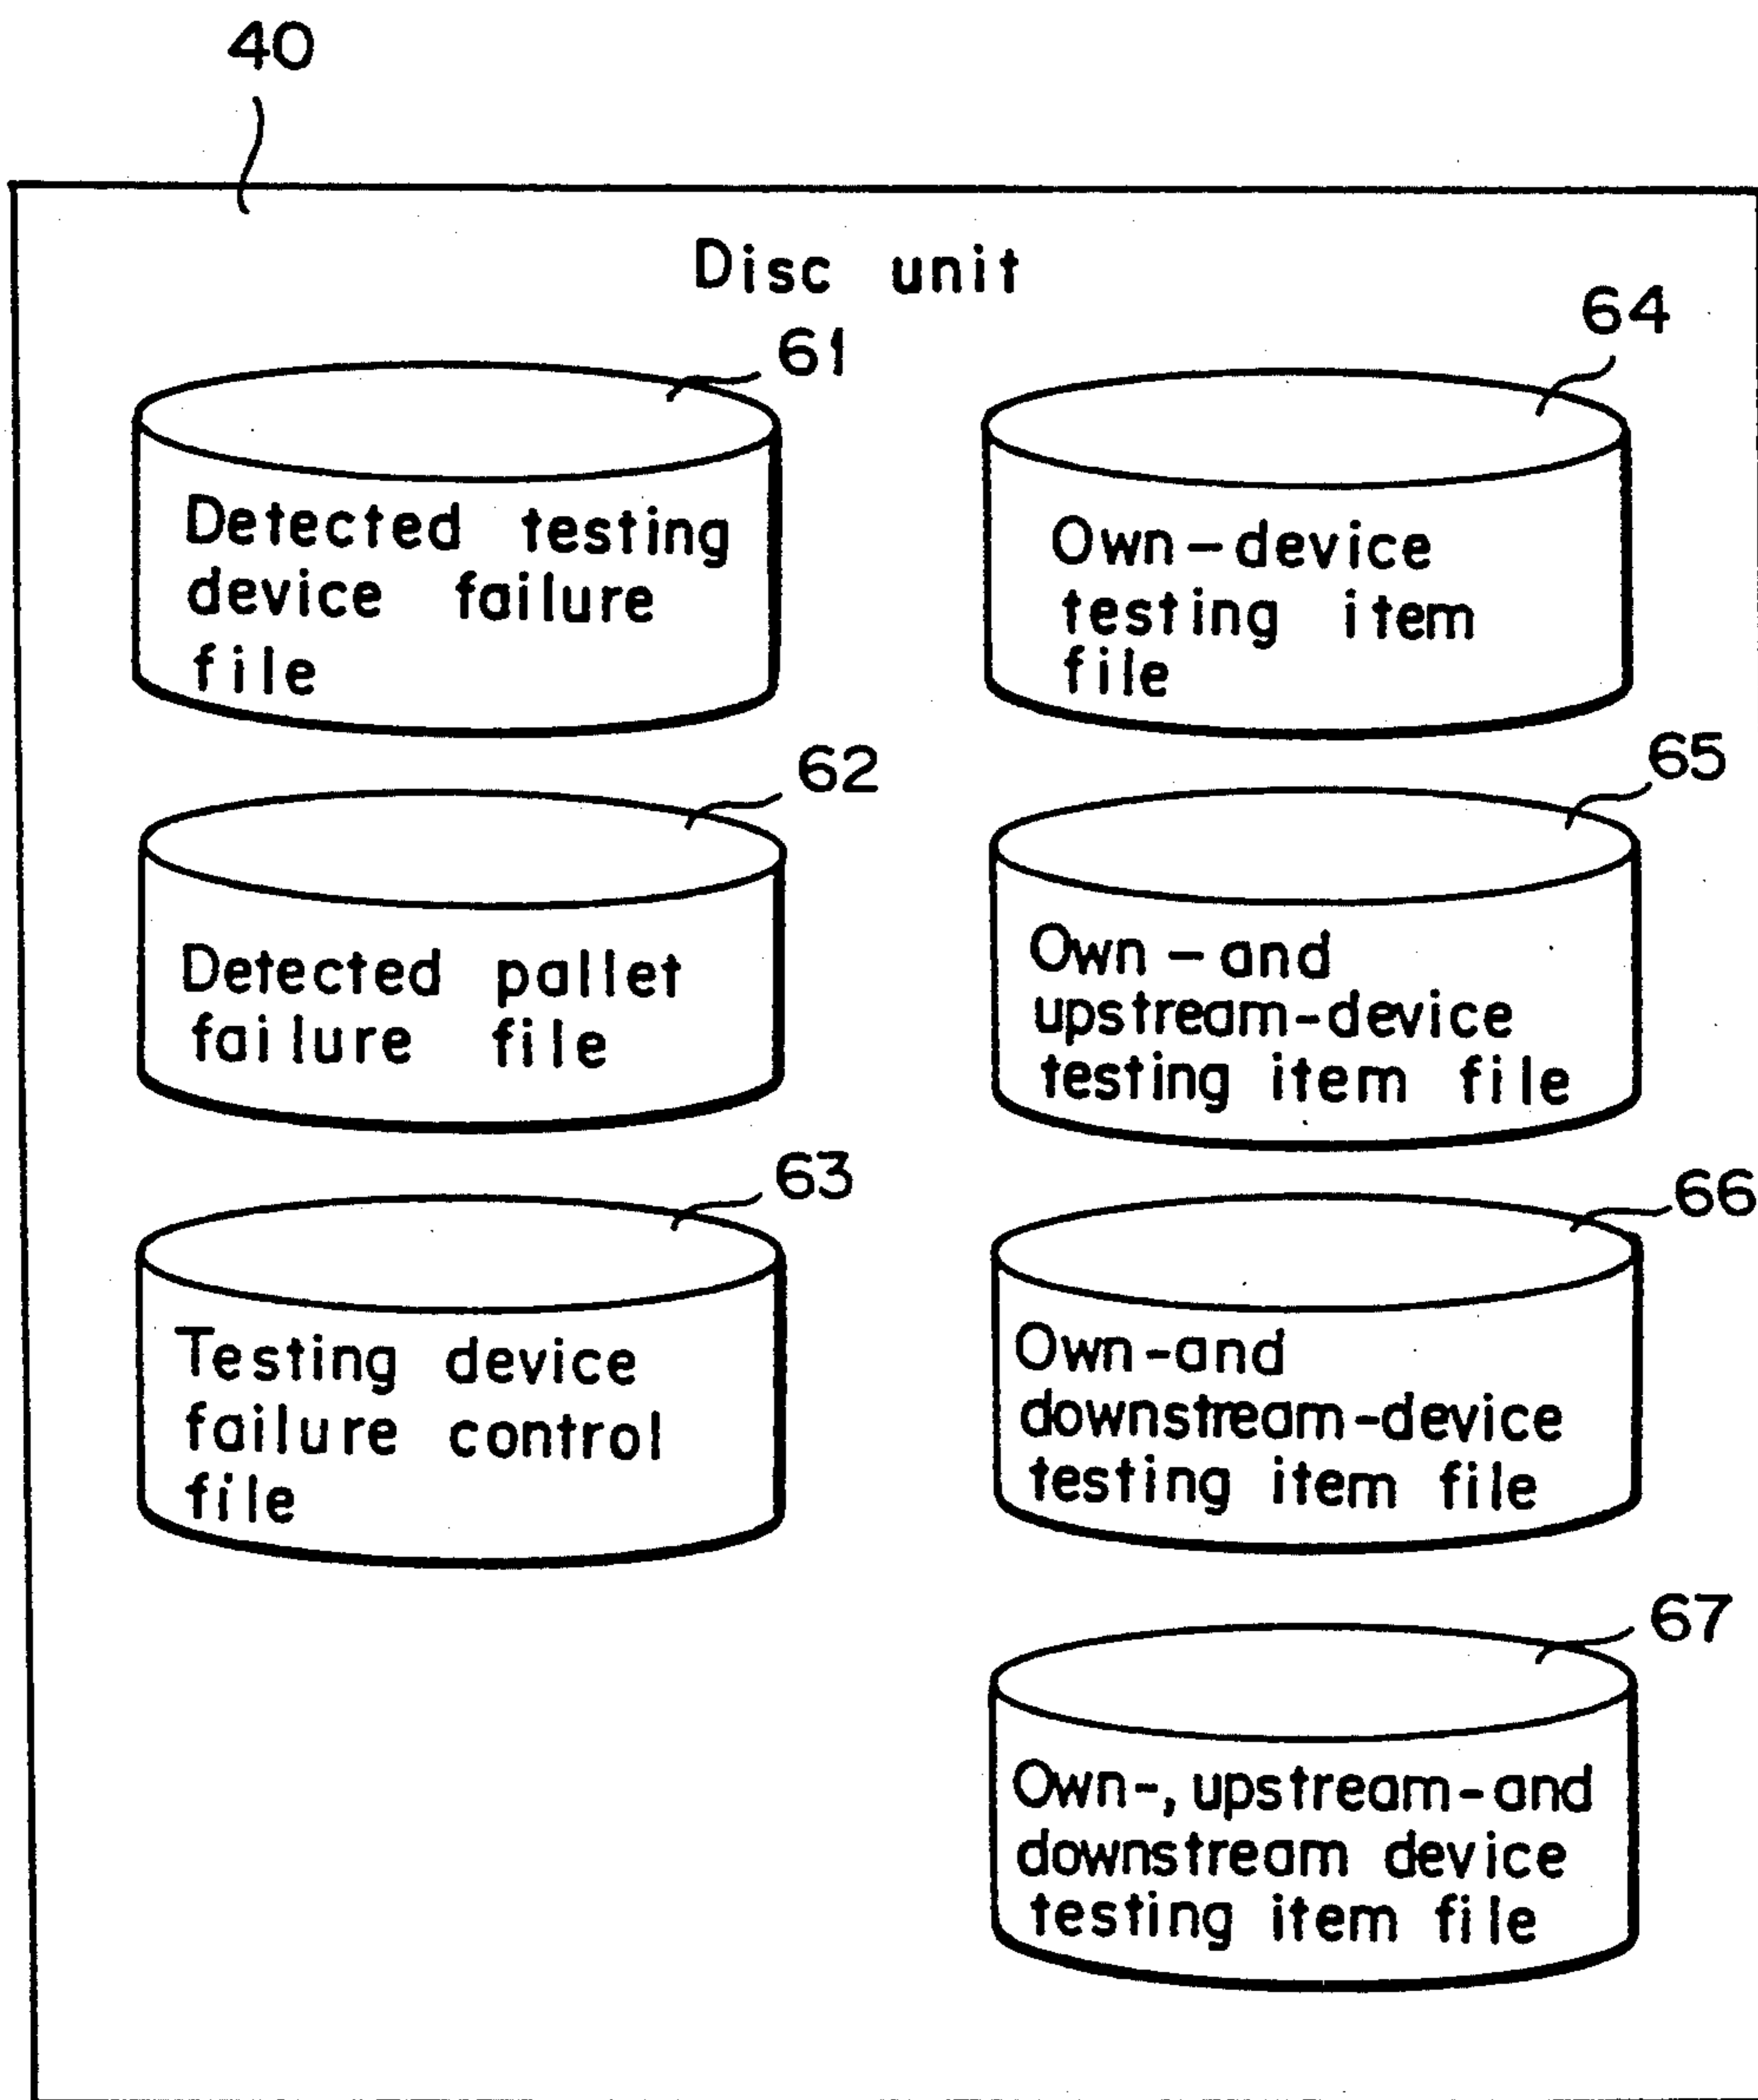 40
Disc unit
61
Detected testing
device failure
file
62
Detected pallet
failure file
63
Testing device
failure control
file
64
Own-device
testing item
file
65
Own-and
upstream-device
testing item file
66
Own-and
downstream-device
testing item file
67
Own-, upstream-and
downstream device
testing item file